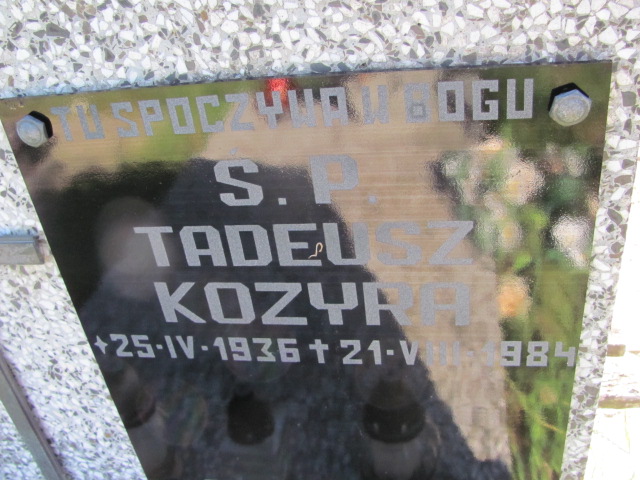 TU SPOCZYWA W BOGU
Ś. P.
TADEUSZ
KOZYRA
*25-IV-1936 ✝ 21-VIII-1984